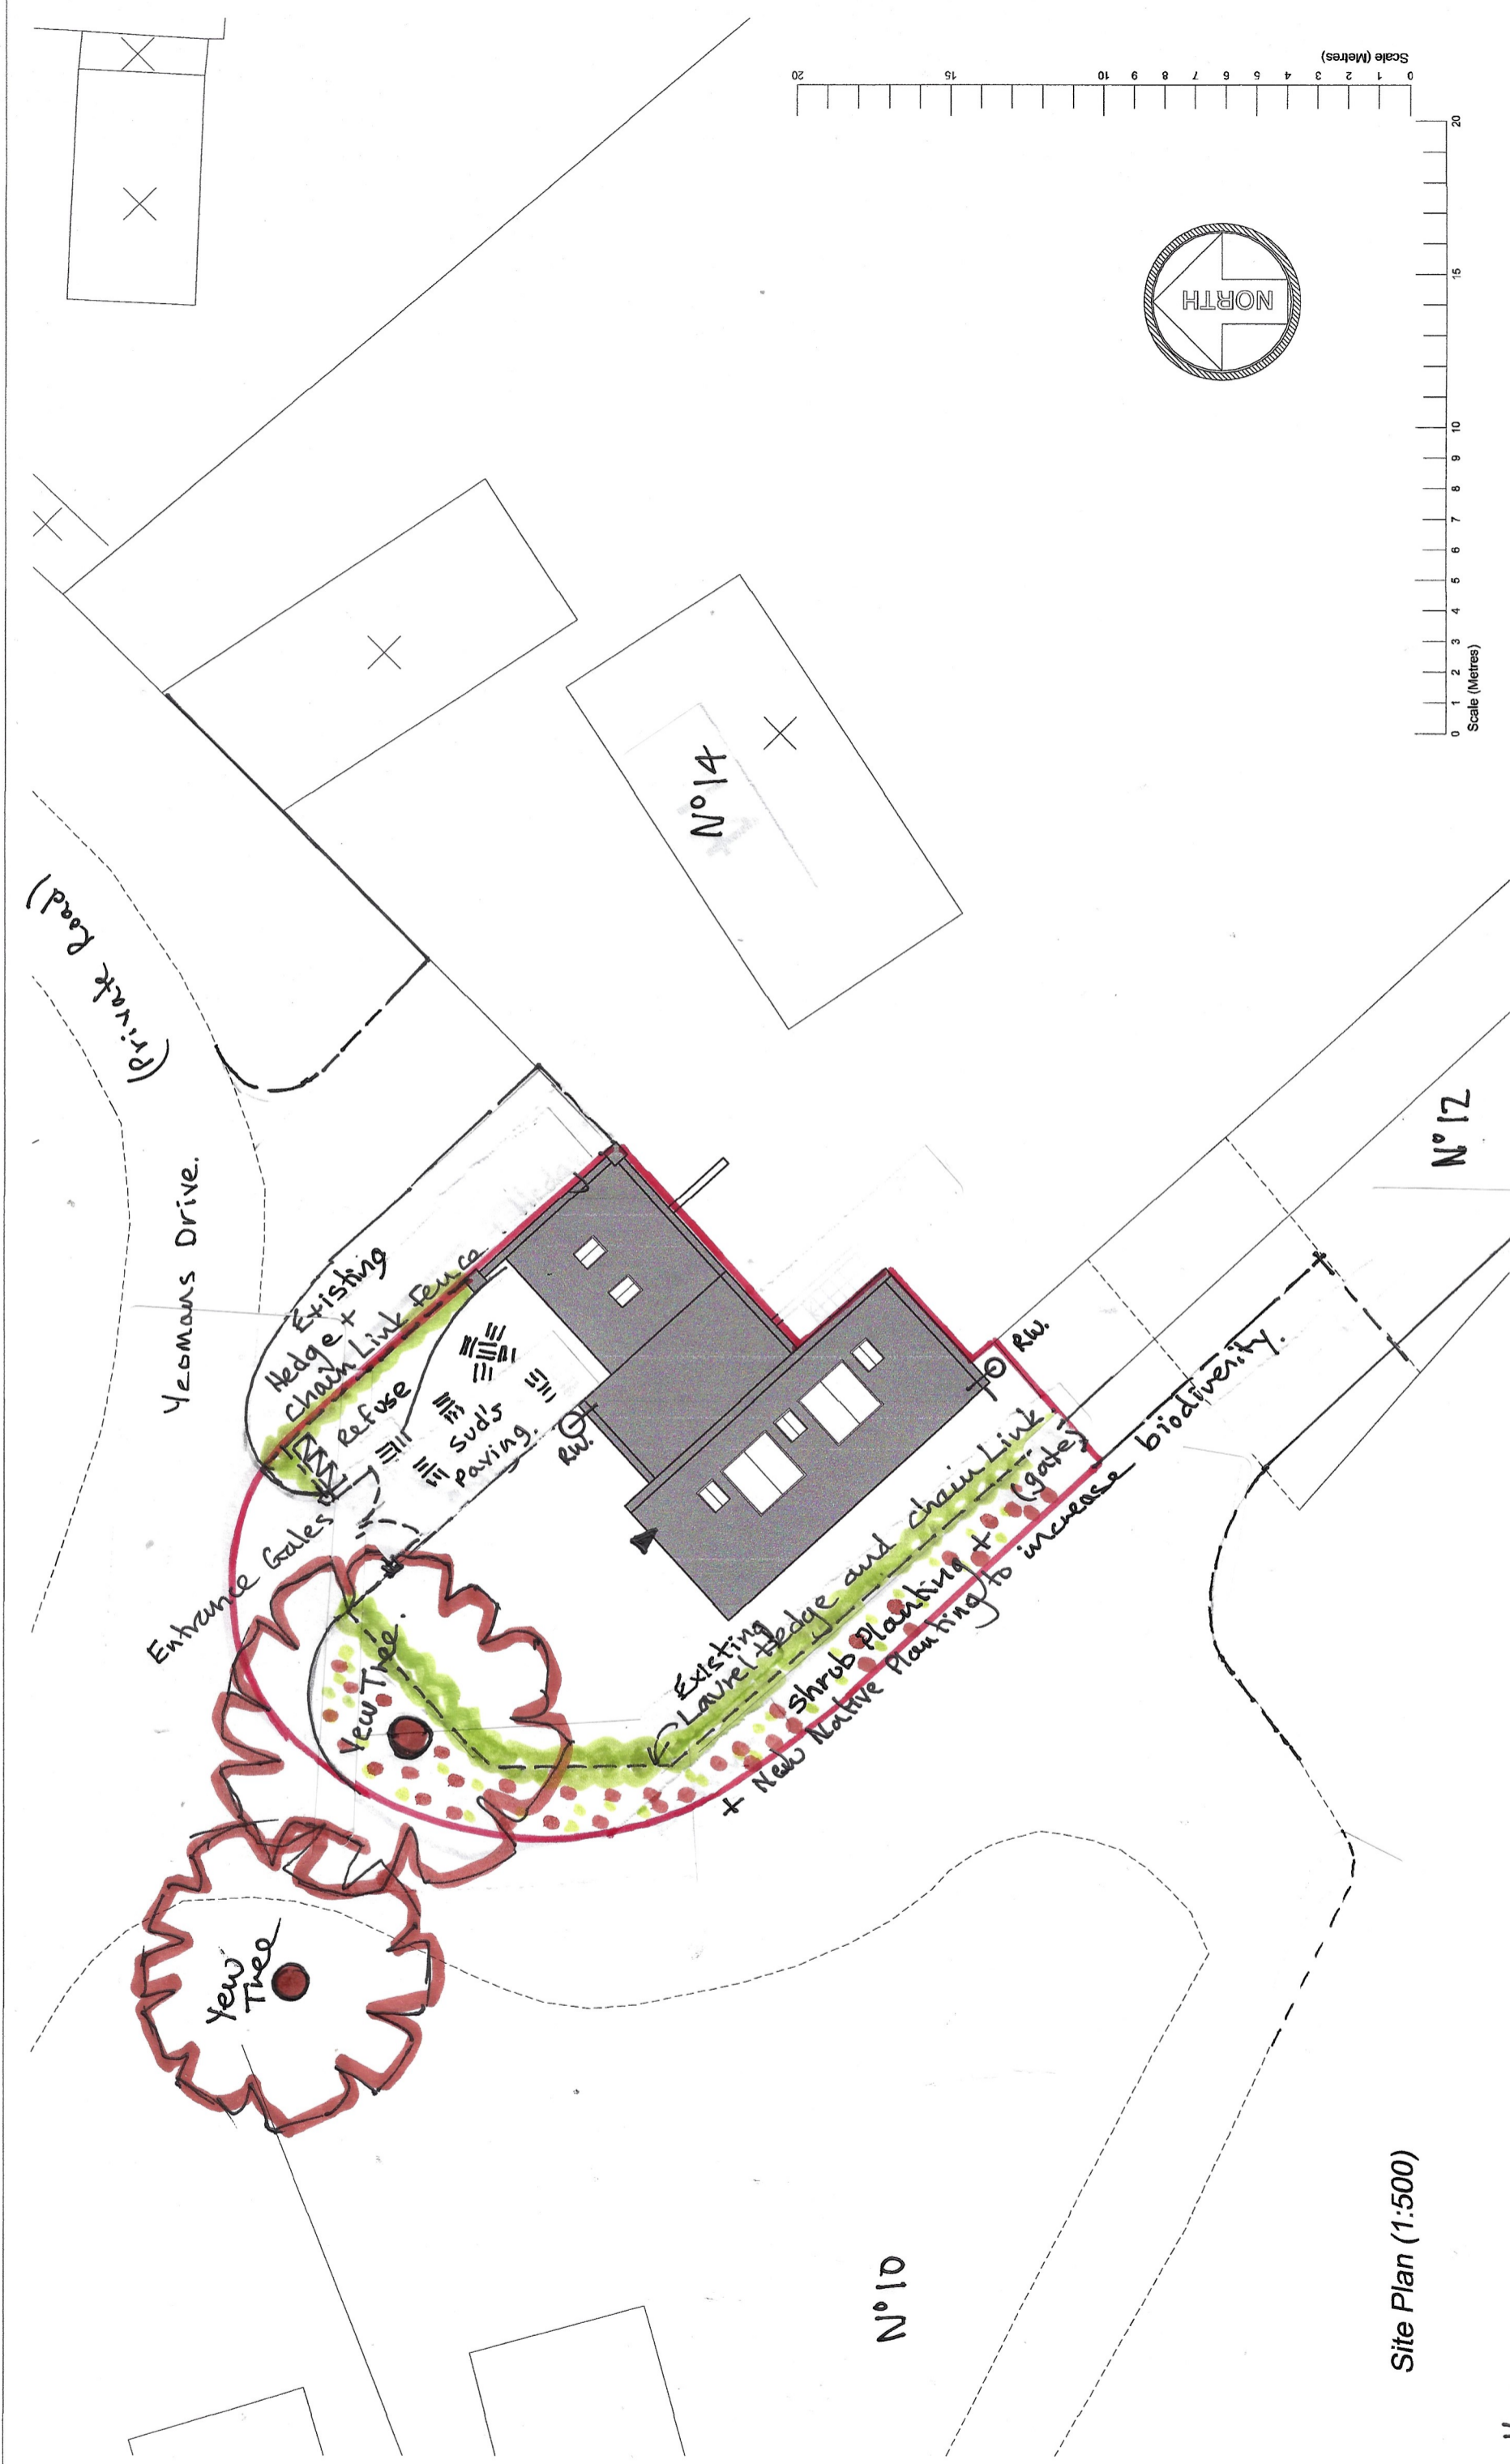 Scale (Metres)
20
15
10
9
8
7
6
5
4
3
2
1
0
20
15
10
9
8
7
6
5
4
3
2
1
0
Scale (Metres)
NORTH
Nº14
(Private Road)
Yeomans Drive.
Nº12
Existing
Hedge +
Chain Link Fence
Refuse
Sud's
Paving.
RW.
RW.
Entrance Gates
Yew Tree.
Yew
Tree
Existing
Laurel Hedge and Chain Link
(gate)
Shrub Planting +
+ New Native Planting to increase biodiverity.
Nº10
Site Plan (1:500)